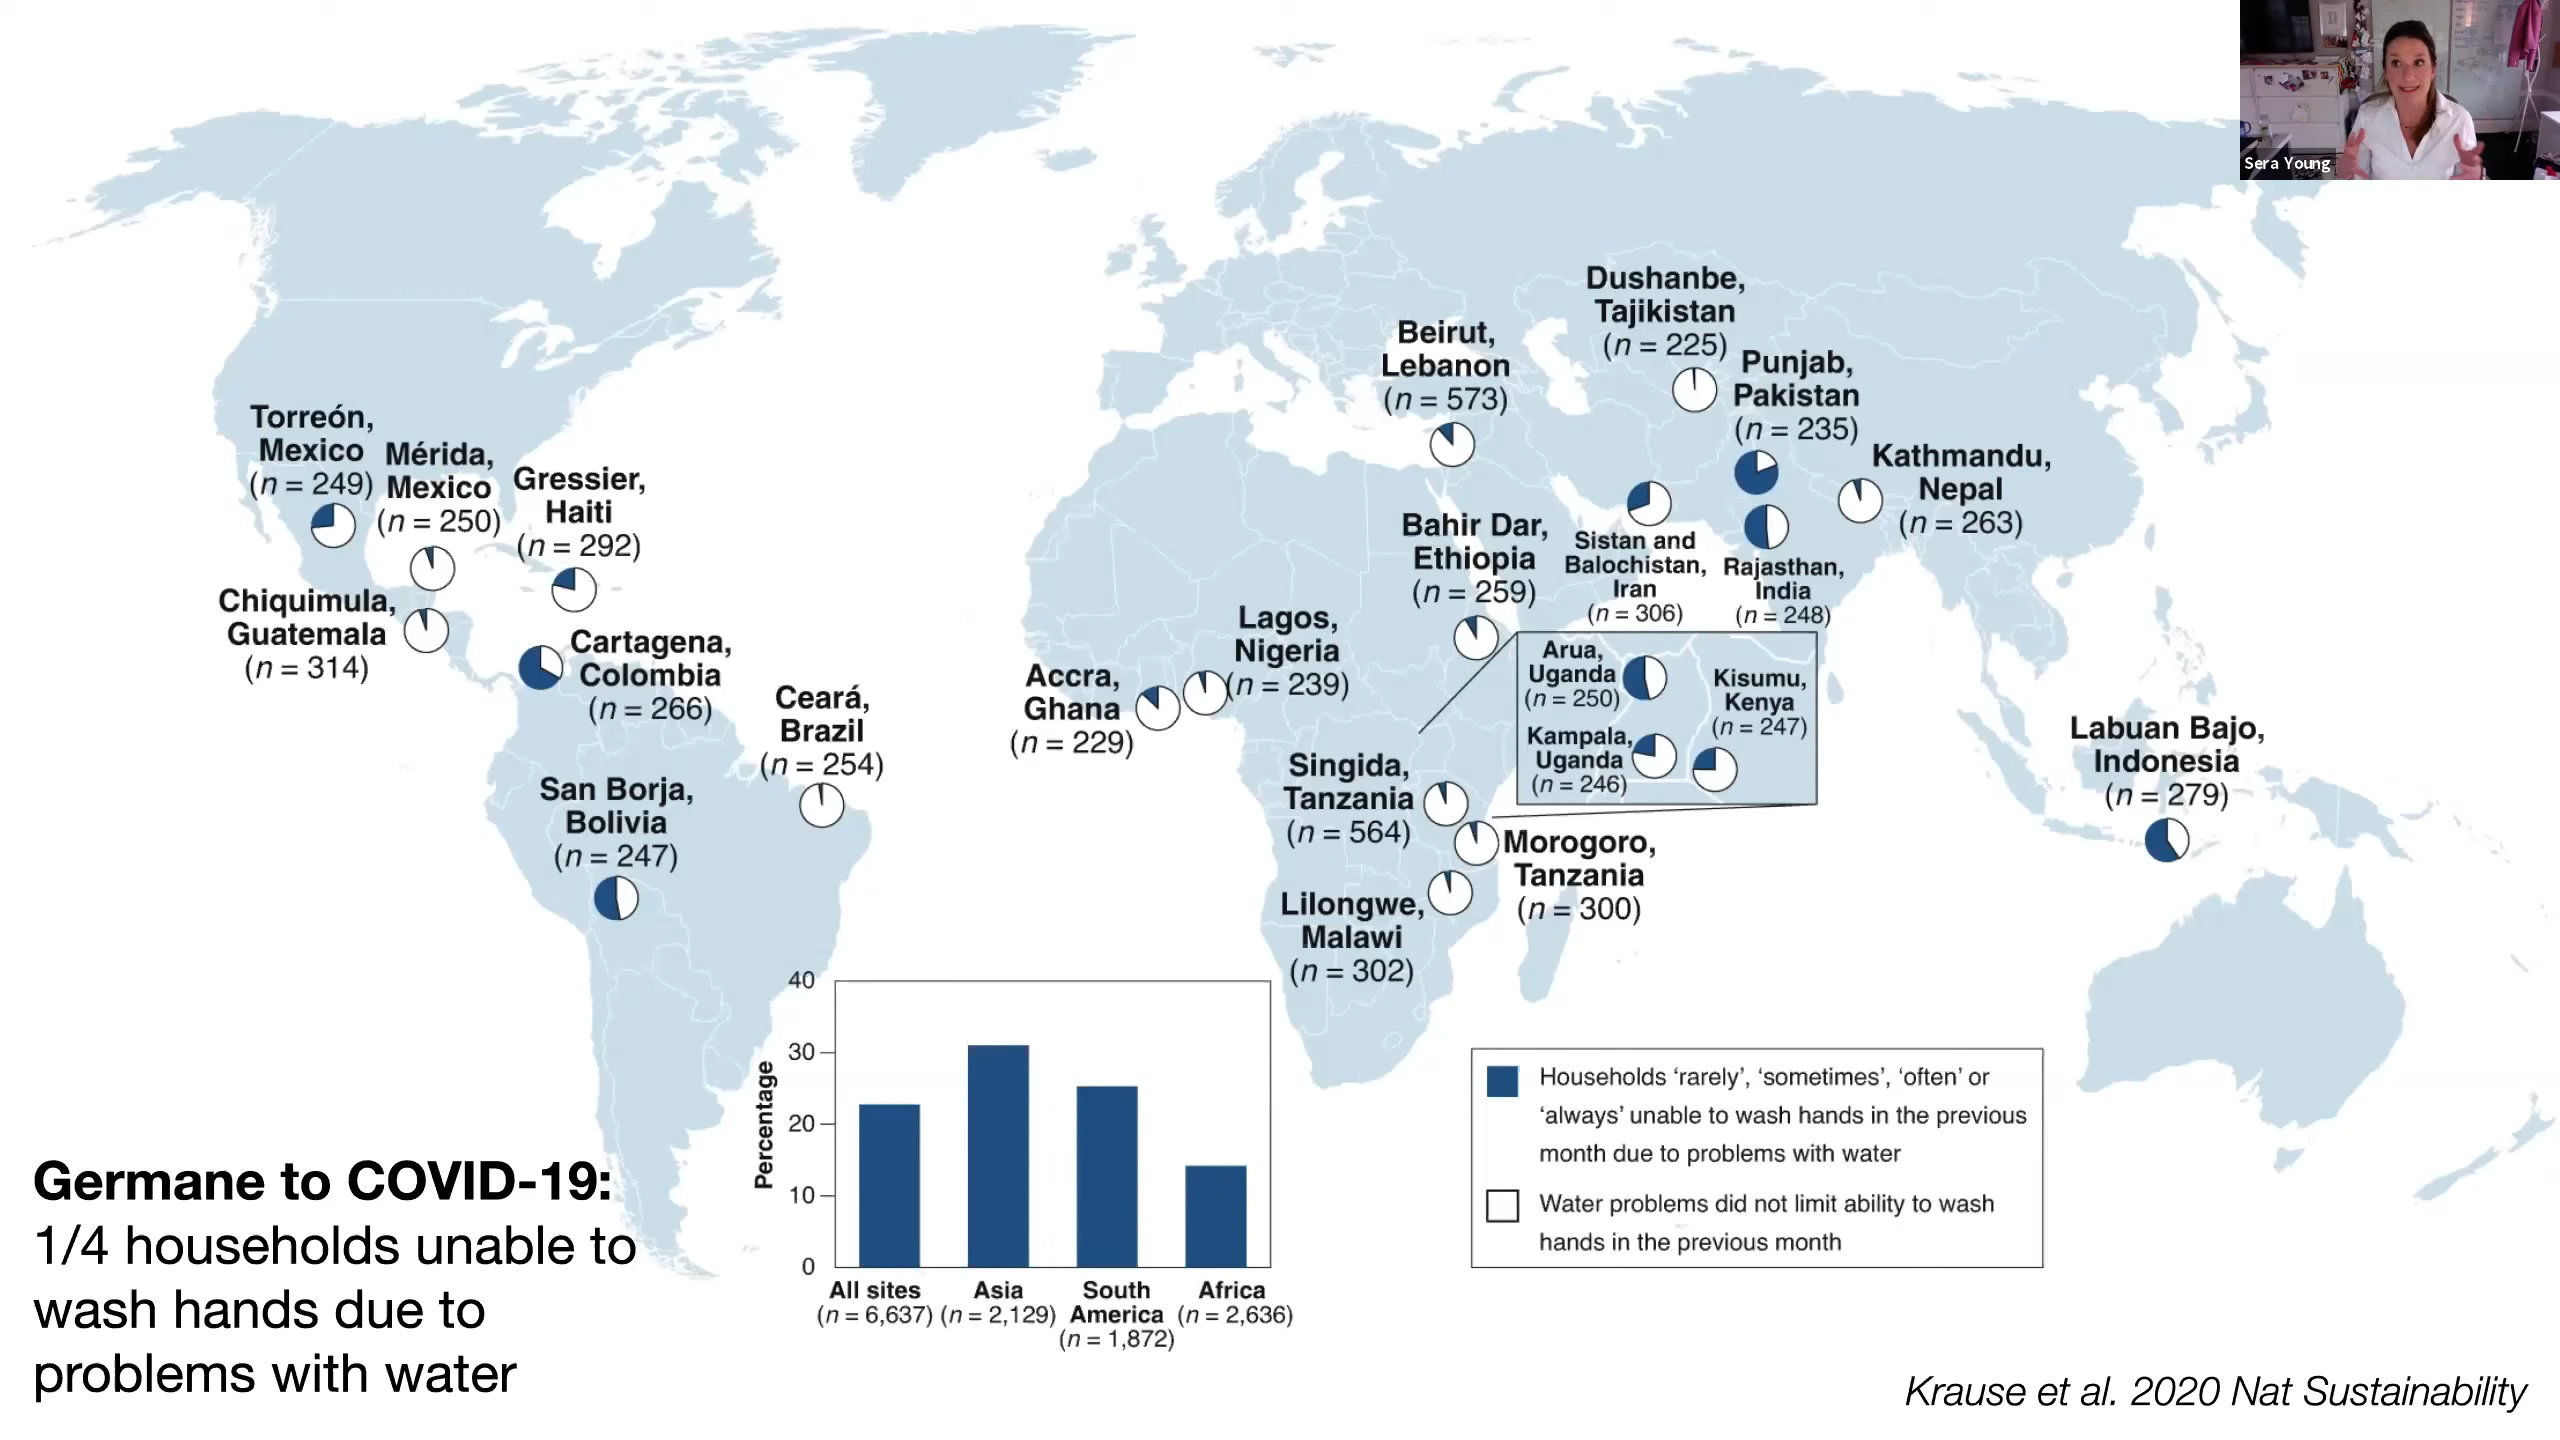 Sera Young
Dushanbe,
Tajikistan
(n = 225)
Beirut,
Lebanon
(n = 573)
Punjab,
Pakistan
(n = 235)
Torreón,
Mexico
(n = 249)
Mérida,
Mexico
(n = 250)
Gressier,
Haiti
(n = 292)
Kathmandu,
Nepal
(n = 263)
Bahir Dar,
Ethiopia
(n = 259)
Sistan and
Balochistan,
Iran
(n = 306)
Rajasthan,
India
(n = 248)
Chiquimula,
Guatemala
(n = 314)
Cartagena,
Colombia
(n = 266)
Lagos,
Nigeria
(n = 239)
Accra,
Ghana
(n = 229)
Ceará,
Brazil
(n = 254)
Arua,
Uganda
(n = 250)
Kisumu,
Kenya
(n = 247)
Kampala,
Uganda
(n = 246)
Labuan Bajo,
Indonesia
(n = 279)
San Borja,
Bolivia
(n = 247)
Singida,
Tanzania
(n = 564)
Morogoro,
Tanzania
(n = 300)
Lilongwe,
Malawi
(n = 302)
40
30
20
10
0
Percentage
All sites
(n = 6,637)
Asia
(n = 2,129)
South
America
(n = 1,872)
Africa
(n = 2,636)
Households ‘rarely’, ‘sometimes’, ‘often’ or
‘always’ unable to wash hands in the previous
month due to problems with water
Water problems did not limit ability to wash
hands in the previous month
Germane to COVID-19:
1/4 households unable to
wash hands due to
problems with water
Krause et al. 2020 Nat Sustainability